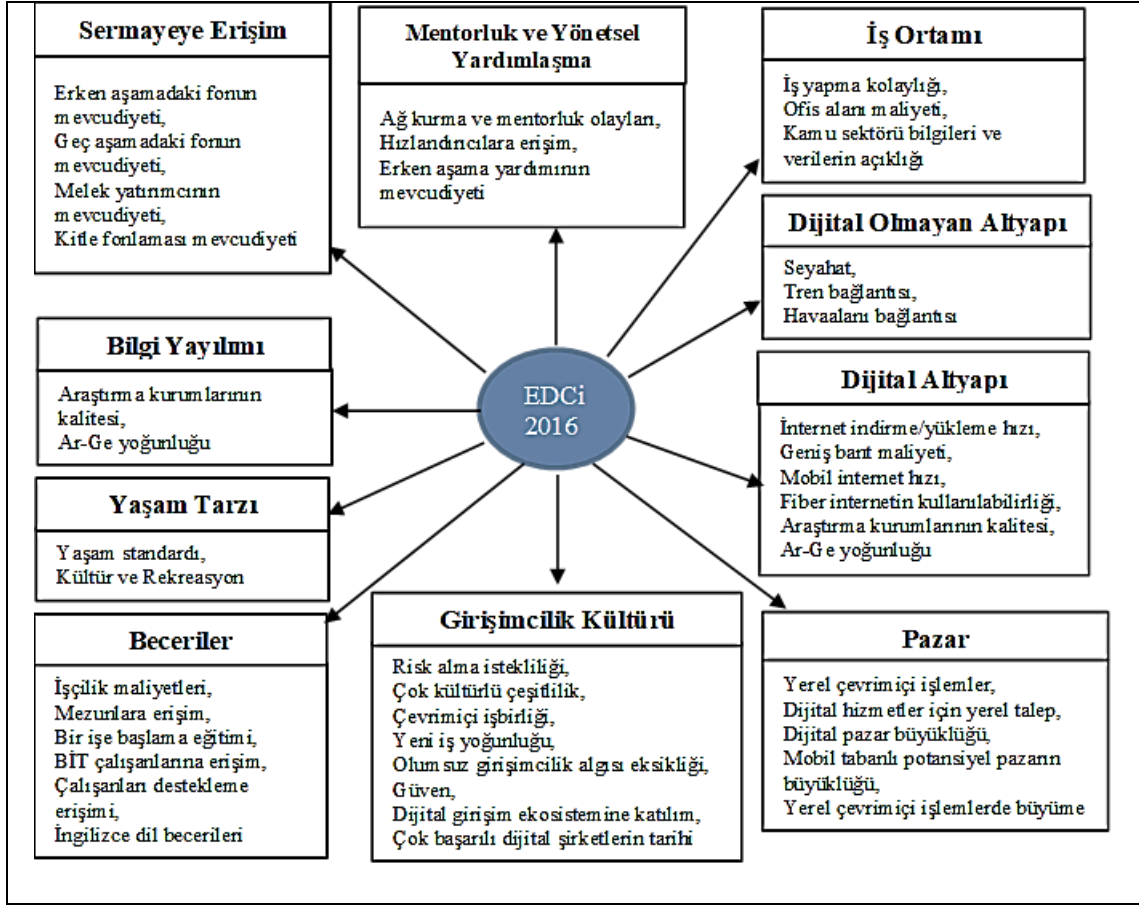 Sermayeye Erişim
Erken aşamadaki fonun
mevcudiyeti,
Geç aşamadaki fonun
mevcudiyeti,
Melek yatırımcının
mevcudiyeti,
Kitle fonlaması mevcudiyeti
Mentorluk ve Yönetsel
Yardımlaşma
Ağ kurma ve mentorluk olayları,
Hızlandırıcılara erişim,
Erken aşama yardımının
mevcudiyeti
İş Ortamı
İş yapma kolaylığı,
Ofis alanı maliyeti,
Kamu sektörü bilgileri ve
verilerin açıklığı
Dijital Olmayan Altyapı
Seyahat,
Tren bağlantısı,
Havaalanı bağlantısı
Bilgi Yayılımı
Araştırma kurumlarının
kalitesi,
Ar-Ge yoğunluğu
EDCi
2016
Dijital Altyapı
İnternet indirme/yükleme hızı,
Geniş bant maliyeti,
Mobil internet hızı,
Fiber internetin kullanılabilirliği,
Araştırma kurumlarının kalitesi,
Ar-Ge yoğunluğu
Yaşam Tarzı
Yaşam standardı,
Kültür ve Rekreasyon
Beceriler
İşçilik maliyetleri,
Mezunlara erişim,
Bir işe başlama eğitimi,
BİT çalışanlarına erişim,
Çalışanları destekleme
erişimi,
İngilizce dil becerileri
Girişimcilik Kültürü
Risk alma istekliliği,
Çok kültürlü çeşitlilik,
Çevrimiçi işbirliği,
Yeni iş yoğunluğu,
Olumsuz girişimcilik algısı eksikliği,
Güven,
Dijital girişim ekosistemine katılım,
Çok başarılı dijital şirketlerin tarihi
Pazar
Yerel çevrimiçi işlemler,
Dijital hizmetler için yerel talep,
Dijital pazar büyüklüğü,
Mobil tabanlı potansiyel pazarın
büyüklüğü,
Yerel çevrimiçi işlemlerde büyüme